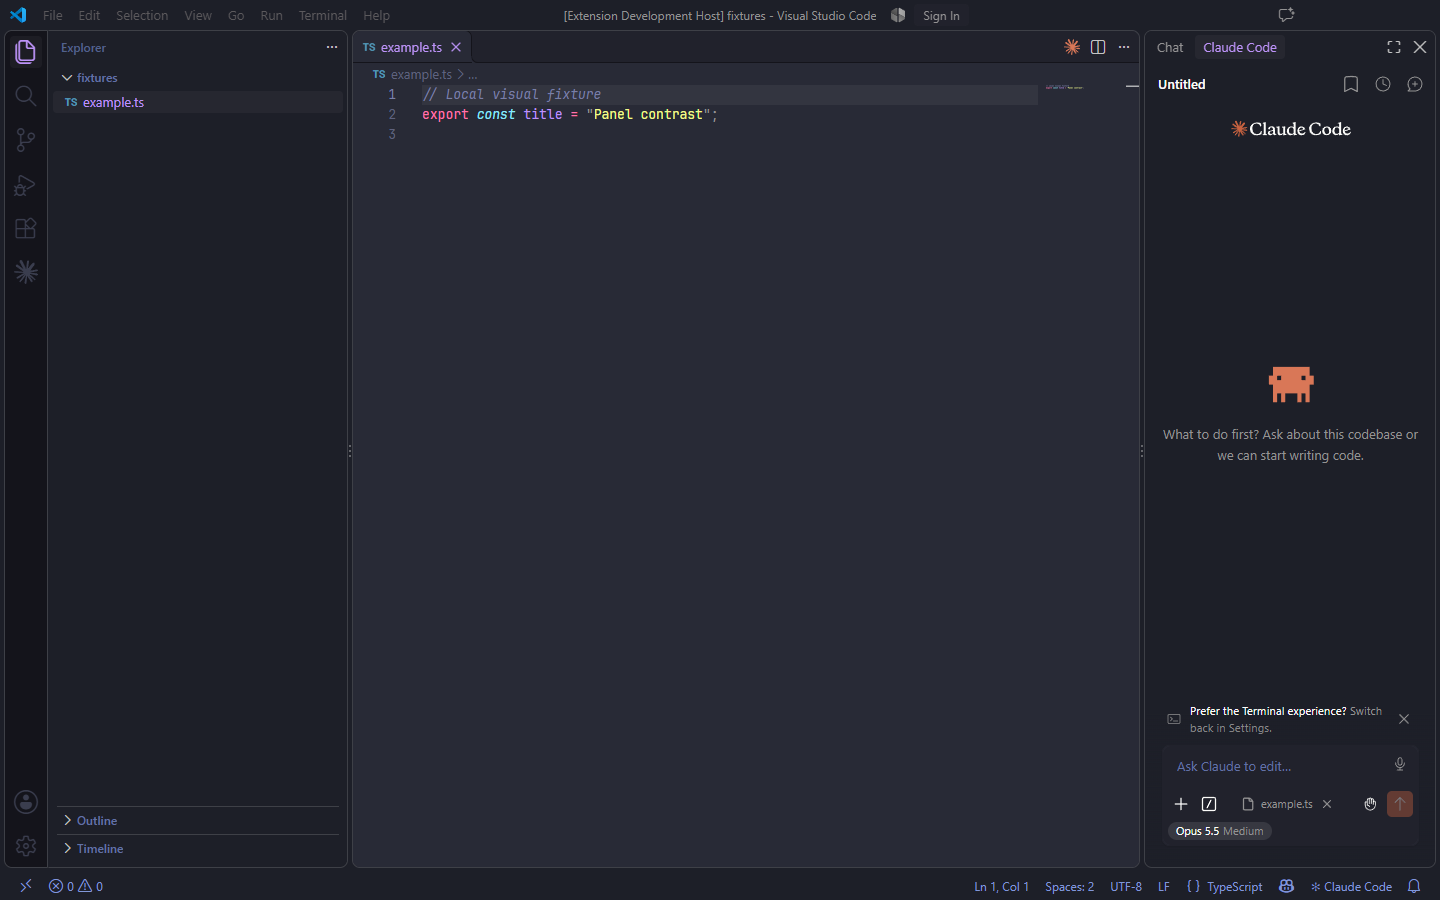 File Edit Selection View Go Run Terminal Help
[Extension Development Host] fixtures - Visual Studio Code
Sign In
Explorer
fixtures
TS example.ts
Outline
Timeline
TS example.ts
TS example.ts > ...
1 // Local visual fixture
2 export const title = "Panel contrast";
3
Chat Claude Code
Untitled
Claude Code
What to do first? Ask about this codebase or
we can start writing code.
Prefer the Terminal experience? Switch
back in Settings.
Ask Claude to edit...
example.ts
Opus 5.5 Medium
0 0
Ln 1, Col 1 Spaces: 2 UTF-8 LF {} TypeScript Claude Code